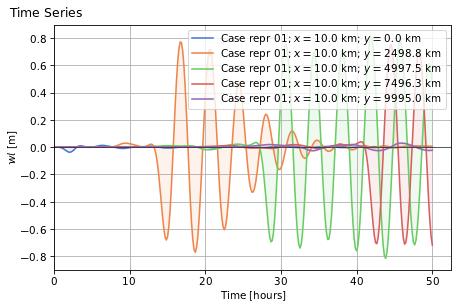 Time Series
Case repr 01; x = 10.0 km; y = 0.0 km
Case repr 01; x = 10.0 km; y = 2498.8 km
Case repr 01; x = 10.0 km; y = 4997.5 km
Case repr 01; x = 10.0 km; y = 7496.3 km
Case repr 01; x = 10.0 km; y = 9995.0 km
0.8
0.6
0.4
0.2
0.0
−0.2
−0.4
−0.6
−0.8
wl [m]
0 10 20 30 40 50
Time [hours]